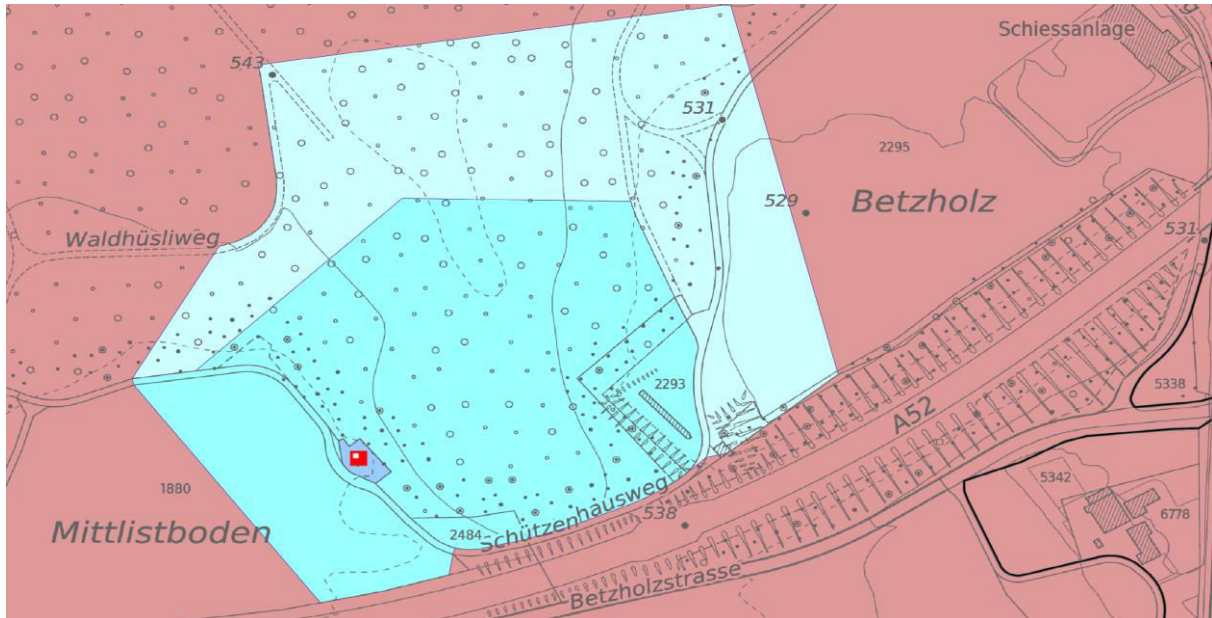 Schiessanlage
g
543
531
2295
529
Betzholz
Waldhüsliweg
531
2293
5338
A52
1880
5342
Schützenhausweg
6778
Mittlistboden
2484
538
Betzholzstrasse